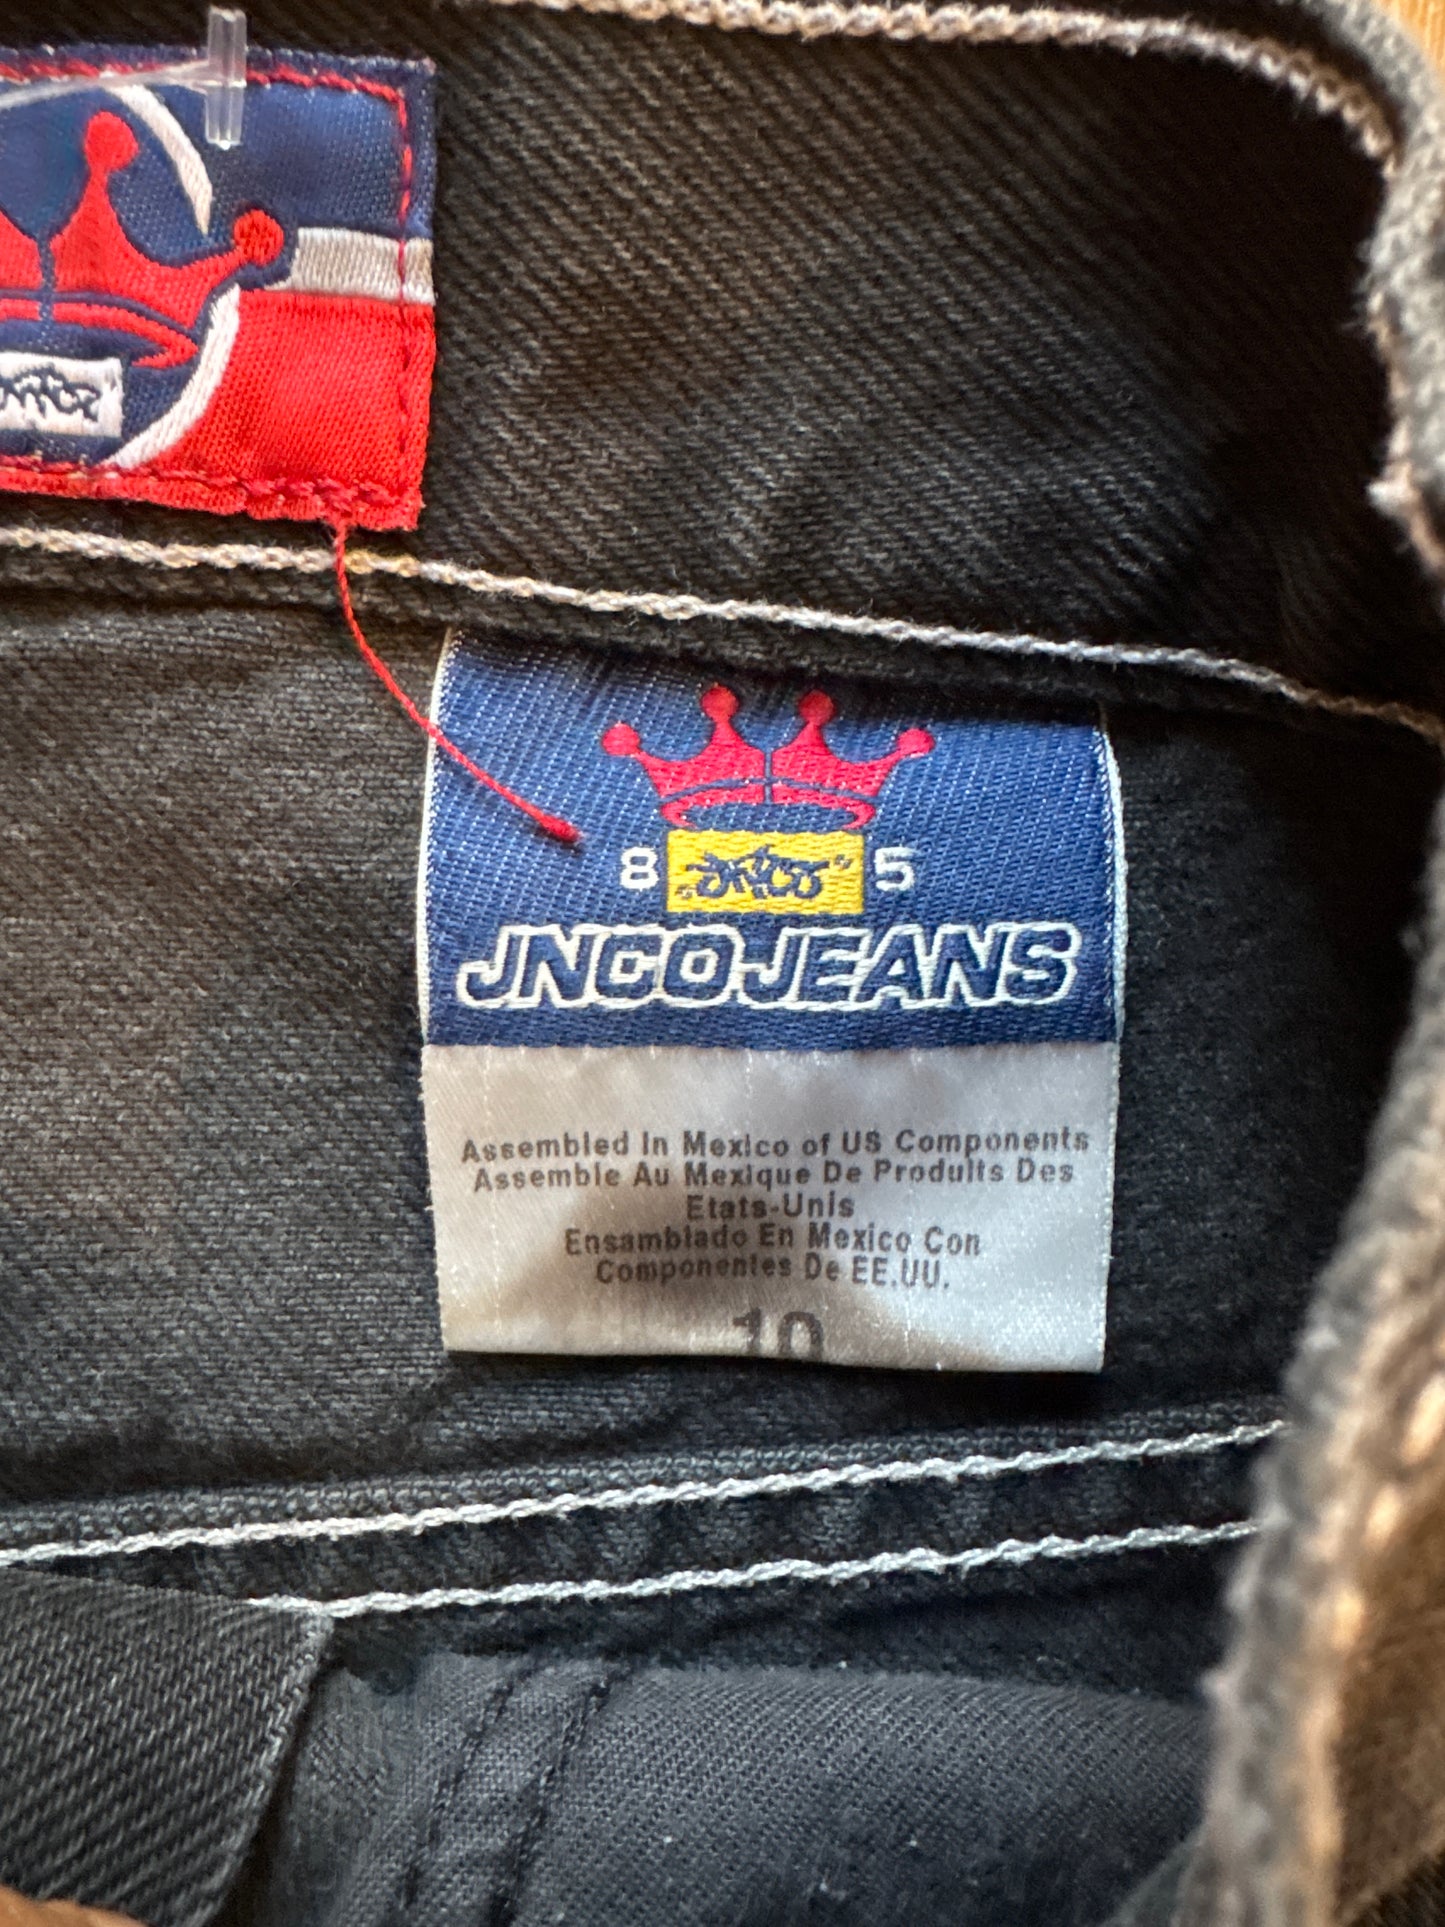 8 "JNCO" 5
JNCO JEANS
Assembled In Mexico of US Components
Assemble Au Mexique De Produits Des
Etats-Unis
Ensamblado En Mexico Con
Componentes De EE.UU.
10